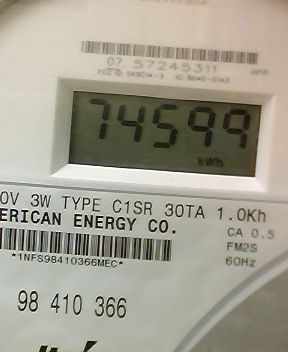 07 57245311
74599
kWh
0V 3W TYPE C1SR 30TA 1.0Kh
ERICAN ENERGY CO.
CA 0.5
FM2S
60Hz
*1NFS98410366MEC*
98 410 366